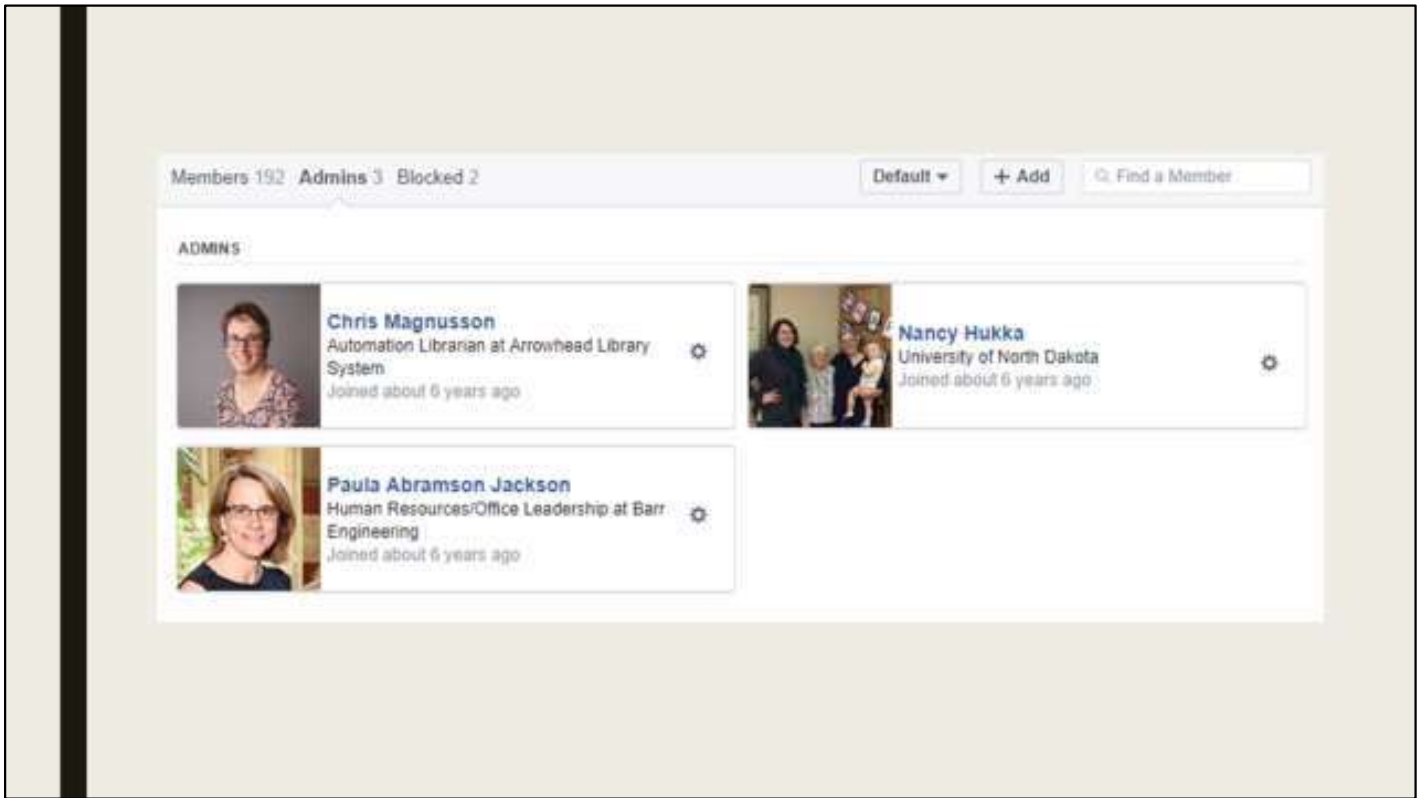 Members 192 Admins 3 Blocked 2 Default + Add Find a Member
ADMINS
Chris Magnusson
Automation Librarian at Arrowhead Library
System
Joined about 6 years ago
Nancy Hukka
University of North Dakota
Joined about 6 years ago
Paula Abramson Jackson
Human Resources/Office Leadership at Barr
Engineering
Joined about 6 years ago